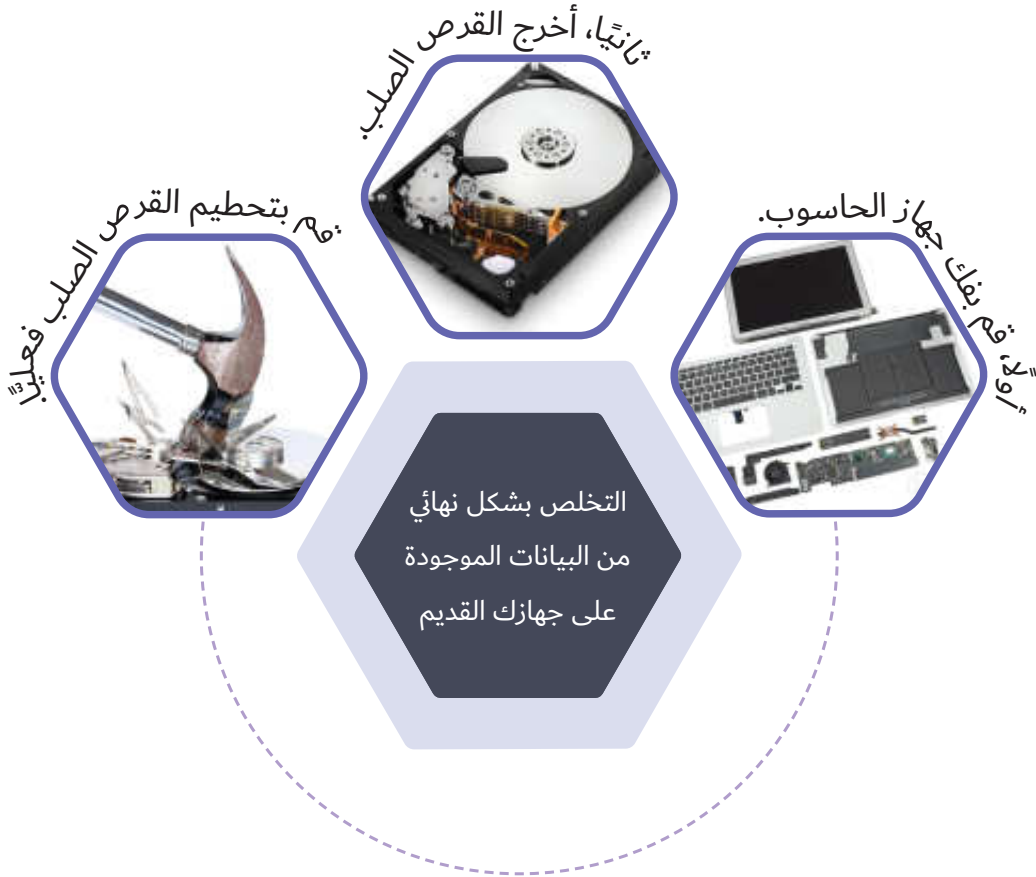 أولًا، قم بفك جهاز الحاسوب.
ثانيًا، أخرج القرص الصلب.
قم بتحطيم القرص الصلب فعليًّا.
التخلص بشكل نهائي
من البيانات الموجودة
على جهازك القديم